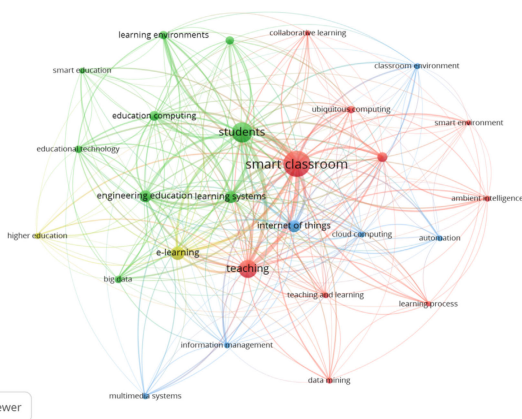 learning environments
collaborative learning
smart education
classroom environment
education computing
ubiquitous computing
students
smart environment
educational technology
smart classroom
engineering education
learning systems
ambient intelligence
internet of things
higher education
cloud computing
automation
e-learning
teaching
big data
teaching and learning
learning process
information management
data mining
multimedia systems
ewer